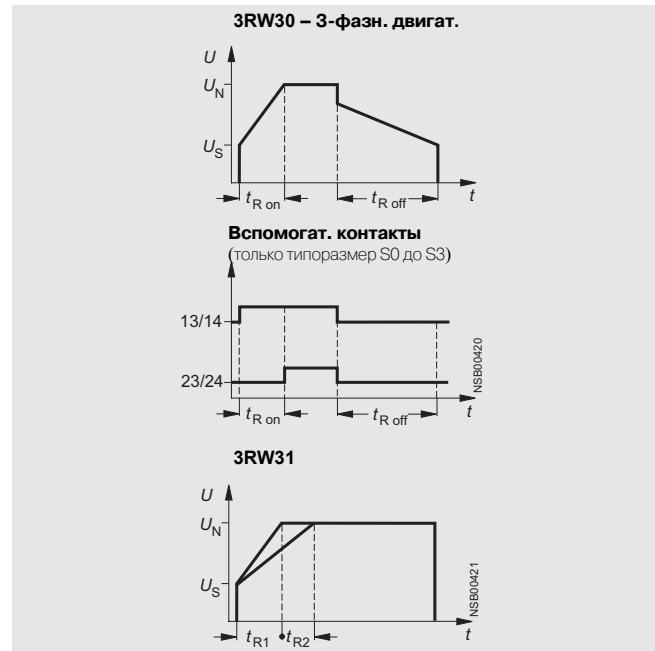 3RW30 – 3-фазн. двигат.
U
U_N
U_S
t_R on
t_R off
t
Вспомогат. контакты
(только типоразмер S0 до S3)
13/14
23/24
t_R on
t_R off
t
NSB00420
3RW31
U
U_N
U_S
t_R1
t_R2
t
NSB00421